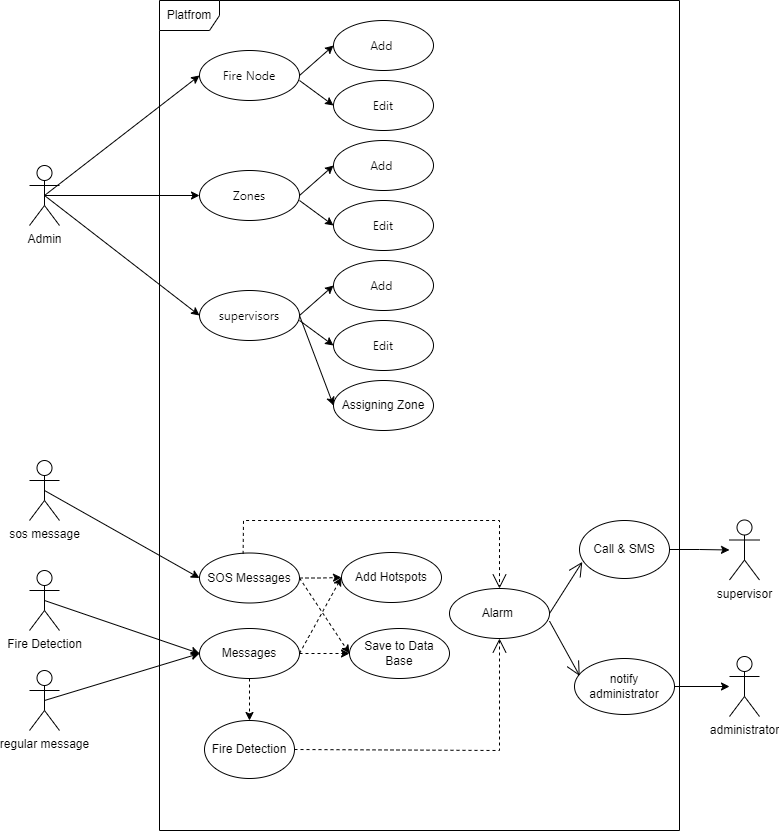 Platfrom
Add
Fire Node
Edit
Add
Zones
Edit
Admin
Add
supervisors
Edit
Assigning Zone
sos message
Call & SMS
SOS Messages
Add Hotspots
supervisor
Alarm
Fire Detection
Messages
Save to Data
Base
notify
administrator
regular message
administrator
Fire Detection